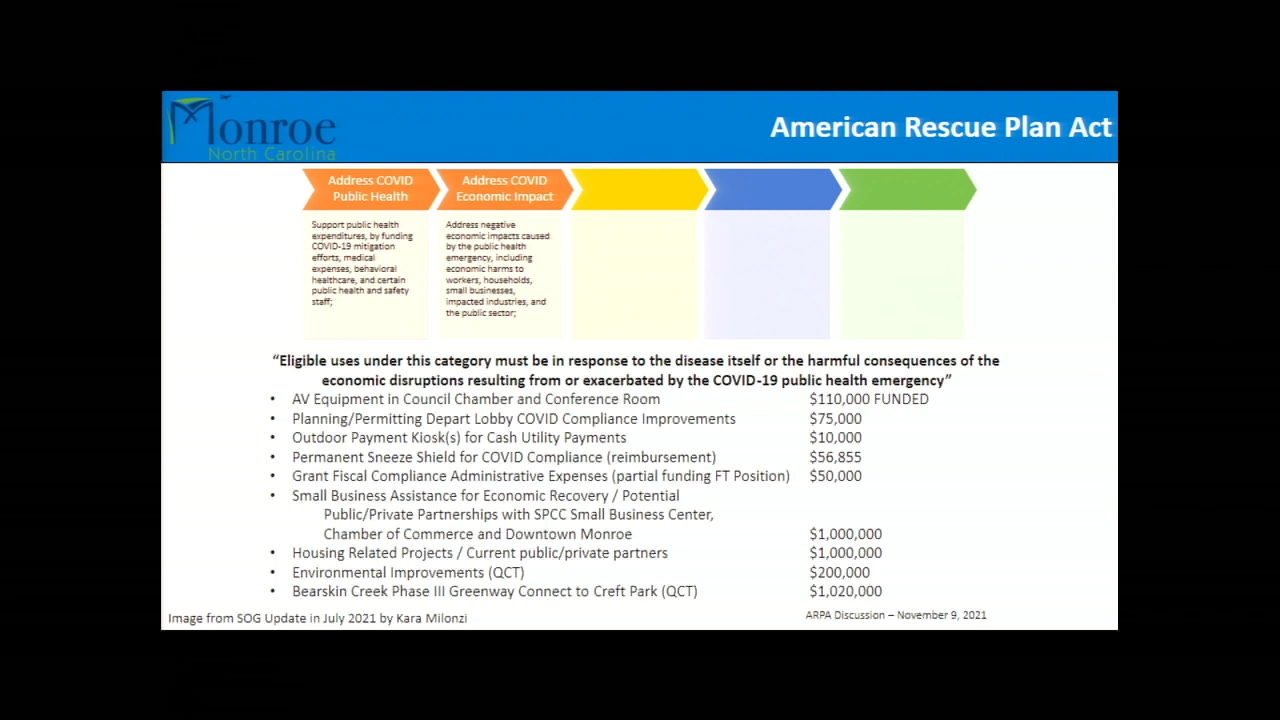 Monroe
North Carolina
American Rescue Plan Act
Address COVID
Public Health
Address COVID
Economic Impact
Support public health
expenditures, by funding
COVID-19 mitigation
efforts, medical
expenses, behavioral
healthcare, and certain
public health and safety
staff;
Address negative
economic impacts caused
by the public health
emergency, including
economic harms to
workers, households,
small businesses,
impacted industries, and
the public sector;
“Eligible uses under this category must be in response to the disease itself or the harmful consequences of the
economic disruptions resulting from or exacerbated by the COVID-19 public health emergency”
• AV Equipment in Council Chamber and Conference Room $110,000 FUNDED
• Planning/Permitting Depart Lobby COVID Compliance Improvements $75,000
• Outdoor Payment Kiosk(s) for Cash Utility Payments $10,000
• Permanent Sneeze Shield for COVID Compliance (reimbursement) $56,855
• Grant Fiscal Compliance Administrative Expenses (partial funding FT Position) $50,000
• Small Business Assistance for Economic Recovery / Potential
Public/Private Partnerships with SPCC Small Business Center,
Chamber of Commerce and Downtown Monroe $1,000,000
• Housing Related Projects / Current public/private partners $1,000,000
• Environmental Improvements (QCT) $200,000
• Bearskin Creek Phase III Greenway Connect to Creft Park (QCT) $1,020,000
Image from SOG Update in July 2021 by Kara Milonzi
ARPA Discussion – November 9, 2021